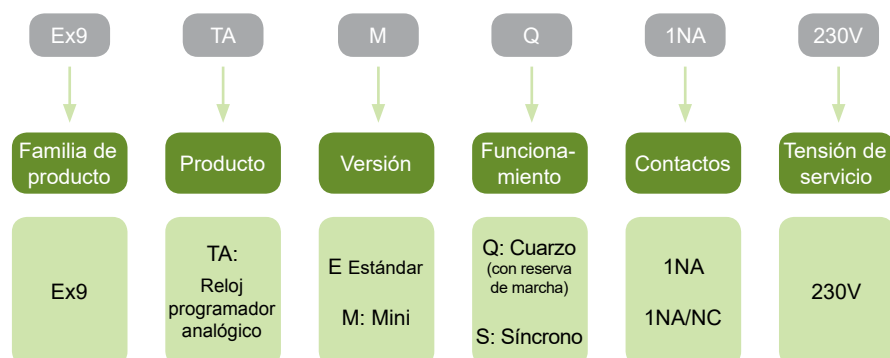 Ex9
TA
M
Q
1NA
230V
Familia de
producto
Producto
Versión
Funciona-
miento
Contactos
Tensión de
servicio
Ex9
TA:
Reloj
programador
analógico
E Estándar
M: Mini
Q: Cuarzo
(con reserva
de marcha)
S: Síncrono
1NA
1NA/NC
230V